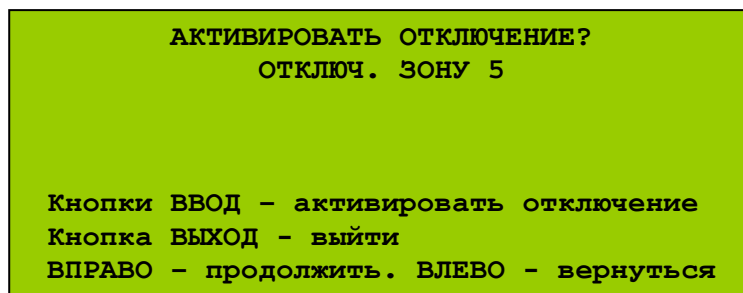 АКТИВИРОВАТЬ ОТКЛЮЧЕНИЕ?
ОТКЛЮЧ. ЗОНУ 5
Кнопки ВВОД – активировать отключение
Кнопка ВЫХОД - выйти
ВПРАВО – продолжить. ВЛЕВО - вернуться